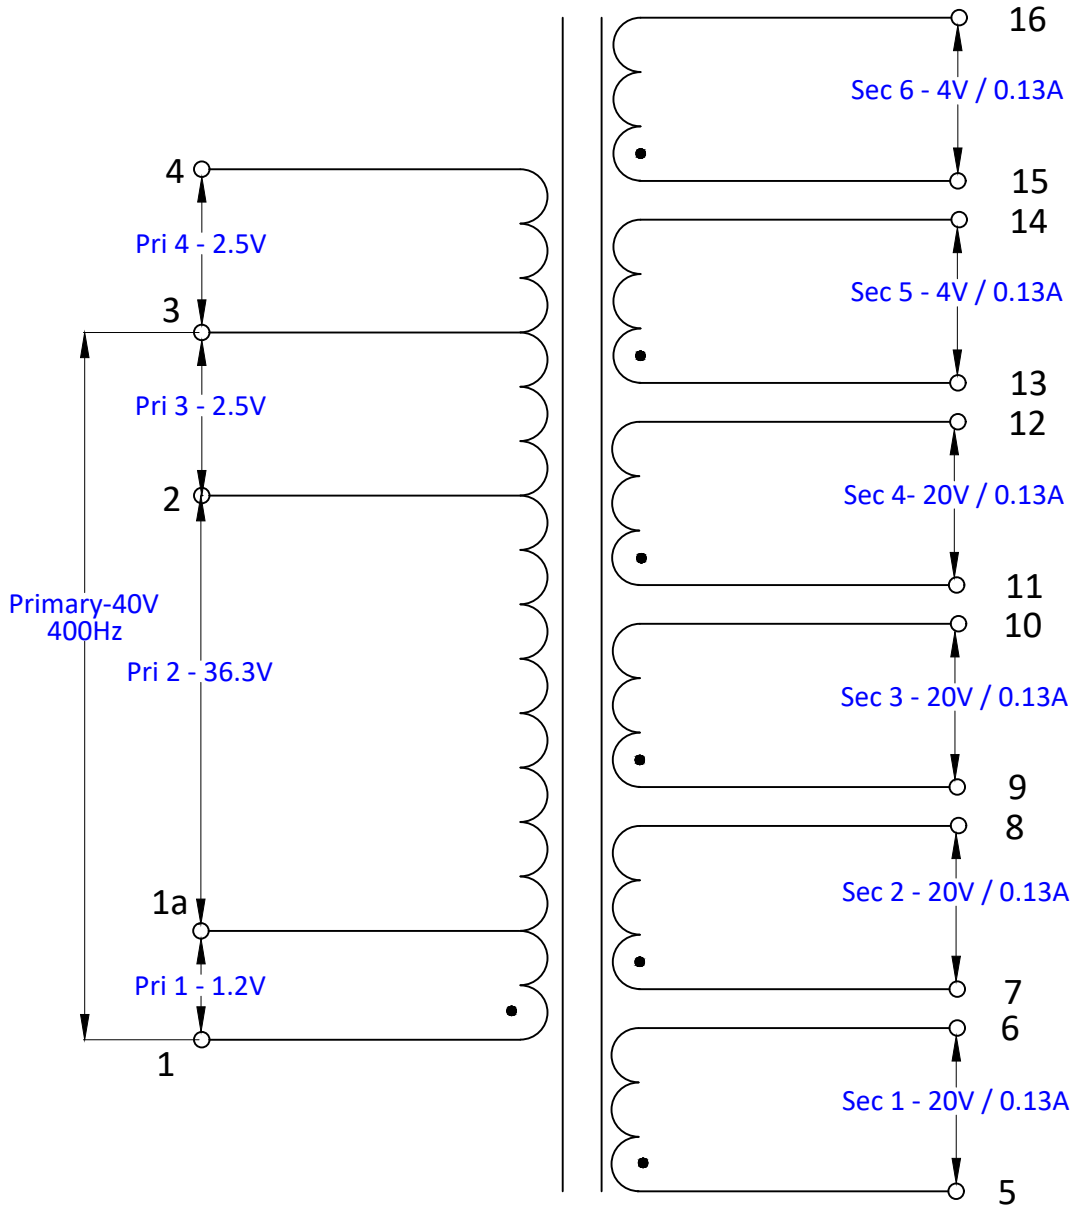 16
Sec 6 - 4V / 0.13A
15
4
14
Pri 4 - 2.5V
Sec 5 - 4V / 0.13A
3
13
Pri 3 - 2.5V
12
2
Sec 4- 20V / 0.13A
11
Primary-40V
400Hz
10
Pri 2 - 36.3V
Sec 3 - 20V / 0.13A
9
8
1a
Sec 2 - 20V / 0.13A
Pri 1 - 1.2V
7
1
6
Sec 1 - 20V / 0.13A
5